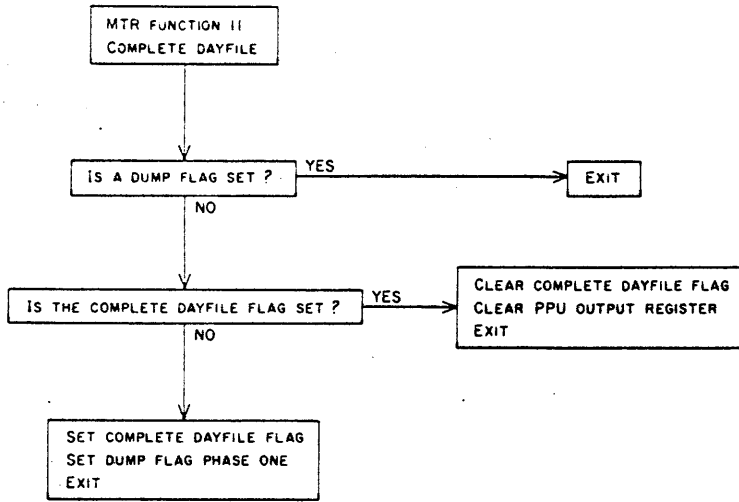 MTR FUNCTION 11
COMPLETE DAYFILE
IS A DUMP FLAG SET ?
YES
EXIT
NO
IS THE COMPLETE DAYFILE FLAG SET ?
YES
CLEAR COMPLETE DAYFILE FLAG
CLEAR PPU OUTPUT REGISTER
EXIT
NO
SET COMPLETE DAYFILE FLAG
SET DUMP FLAG PHASE ONE
EXIT